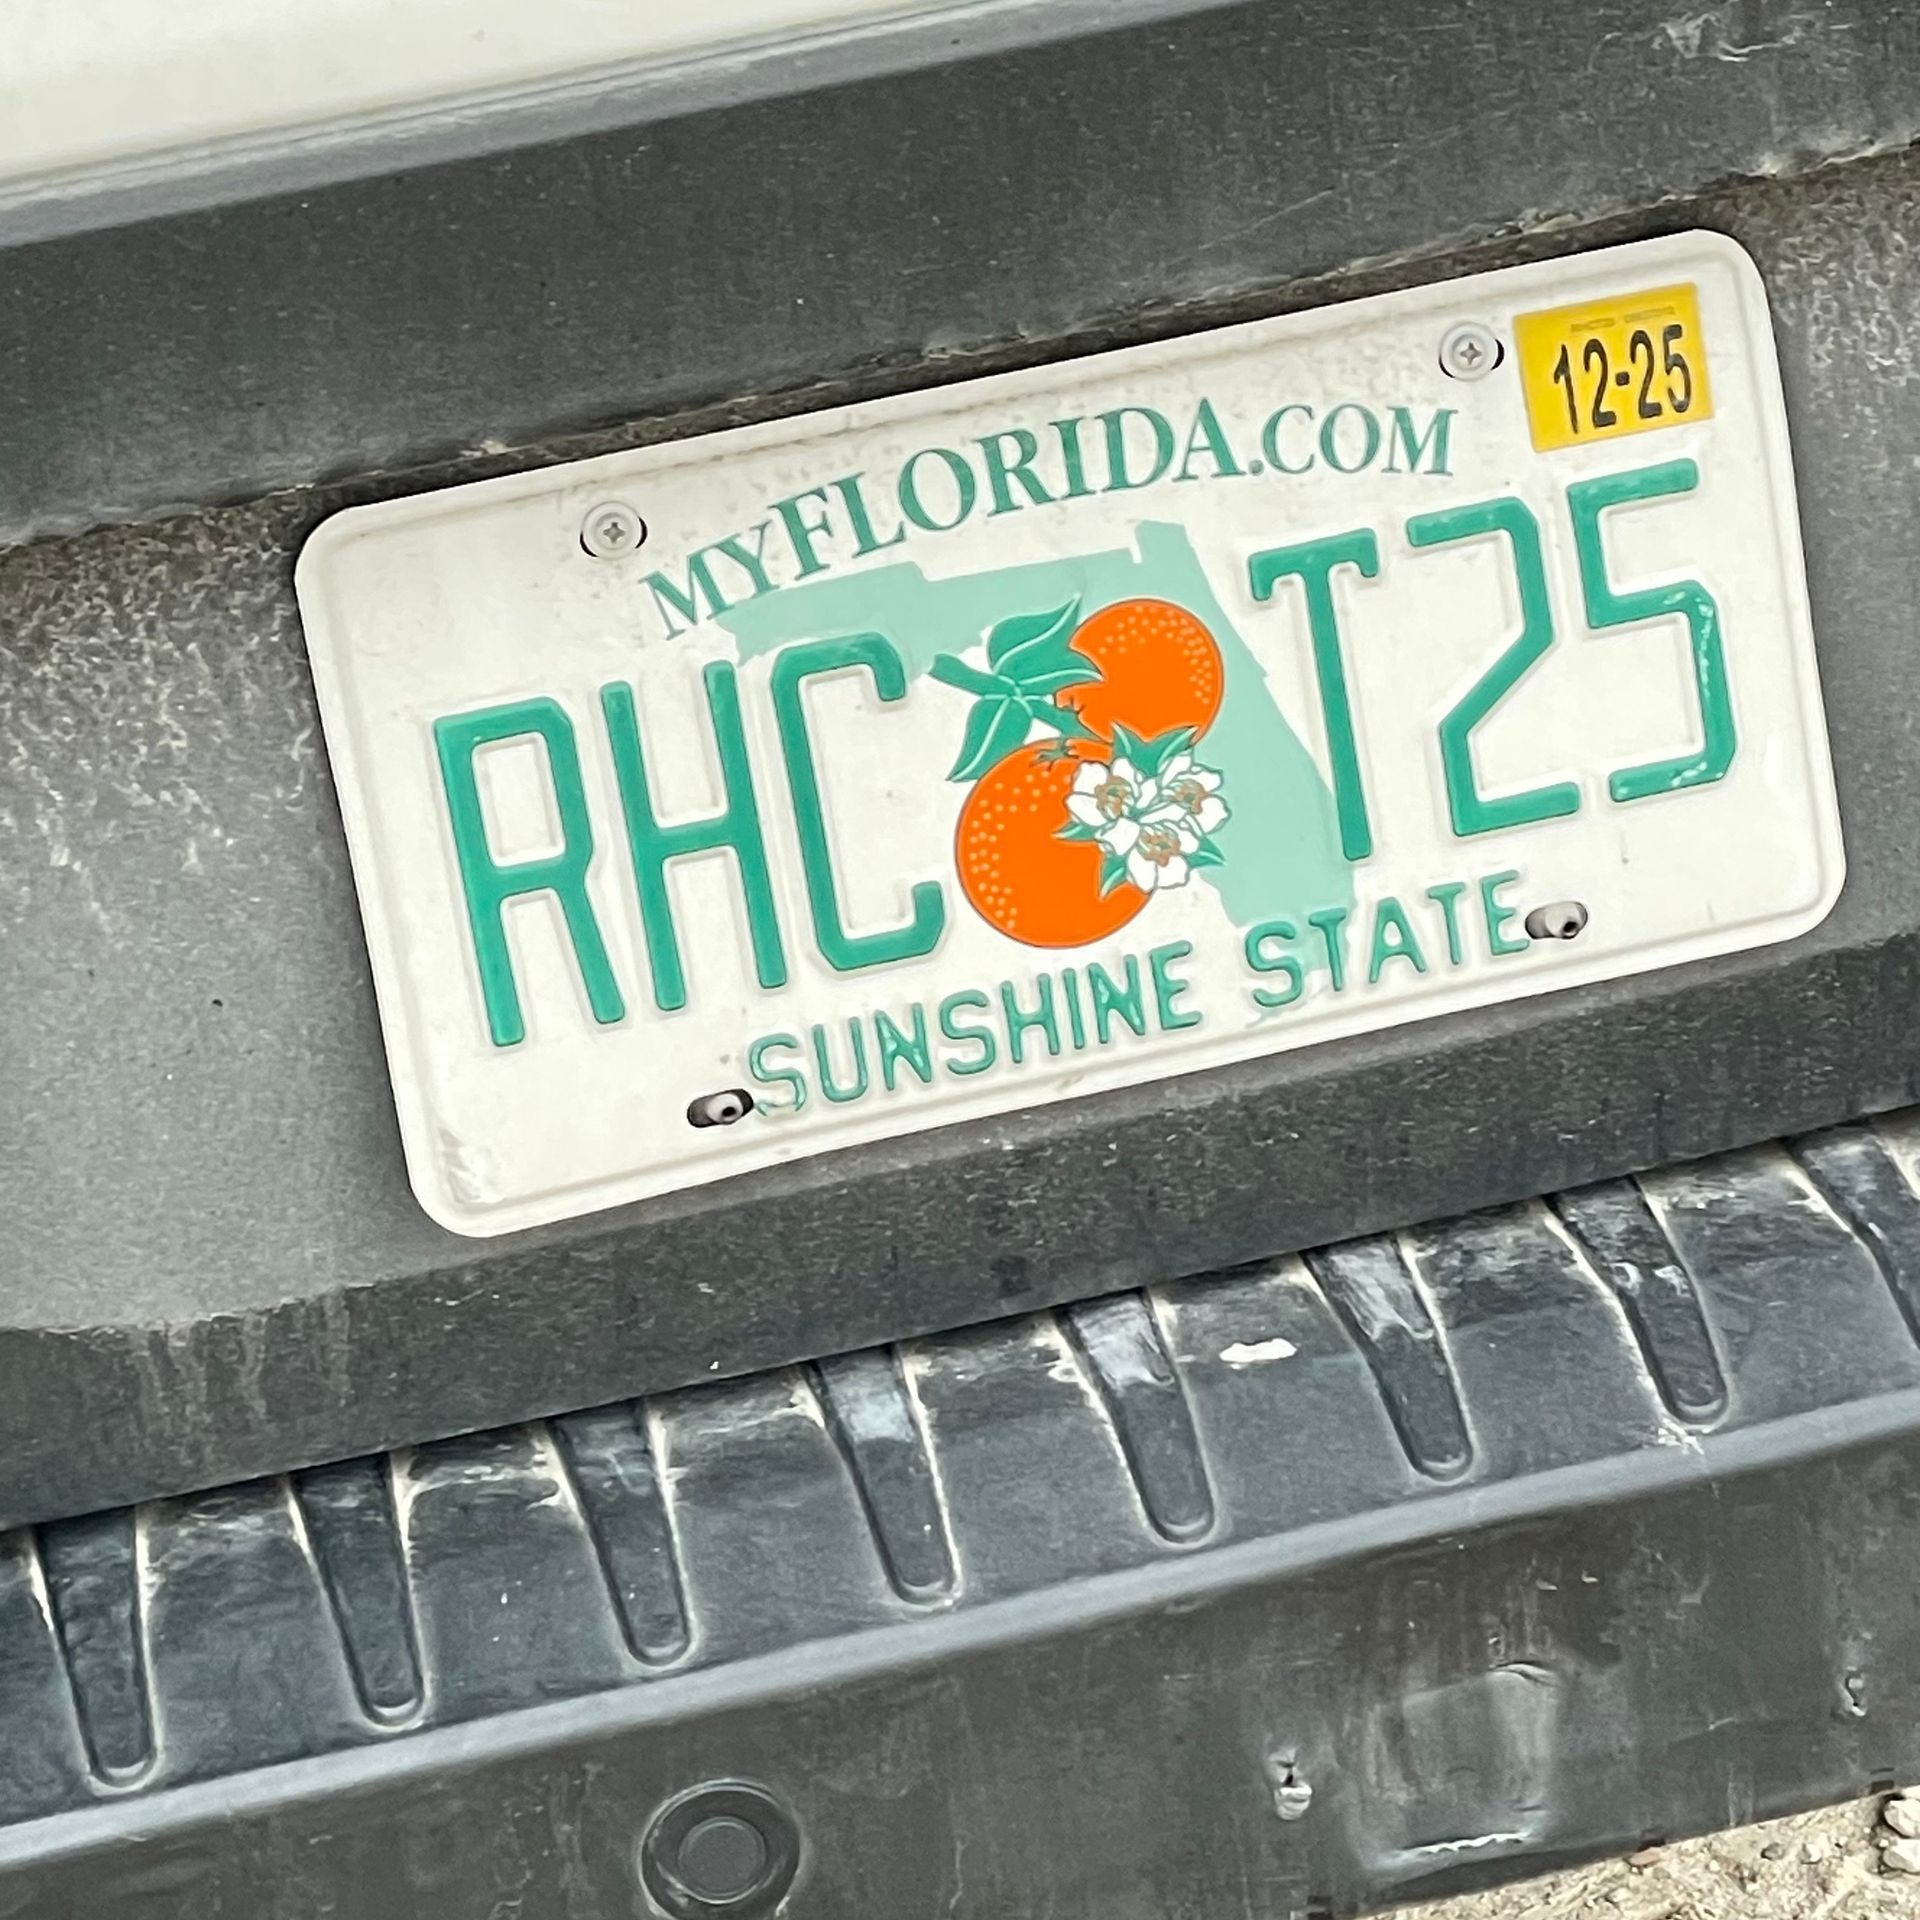 12-25
MYFLORIDA.COM
RHC T25
SUNSHINE STATE